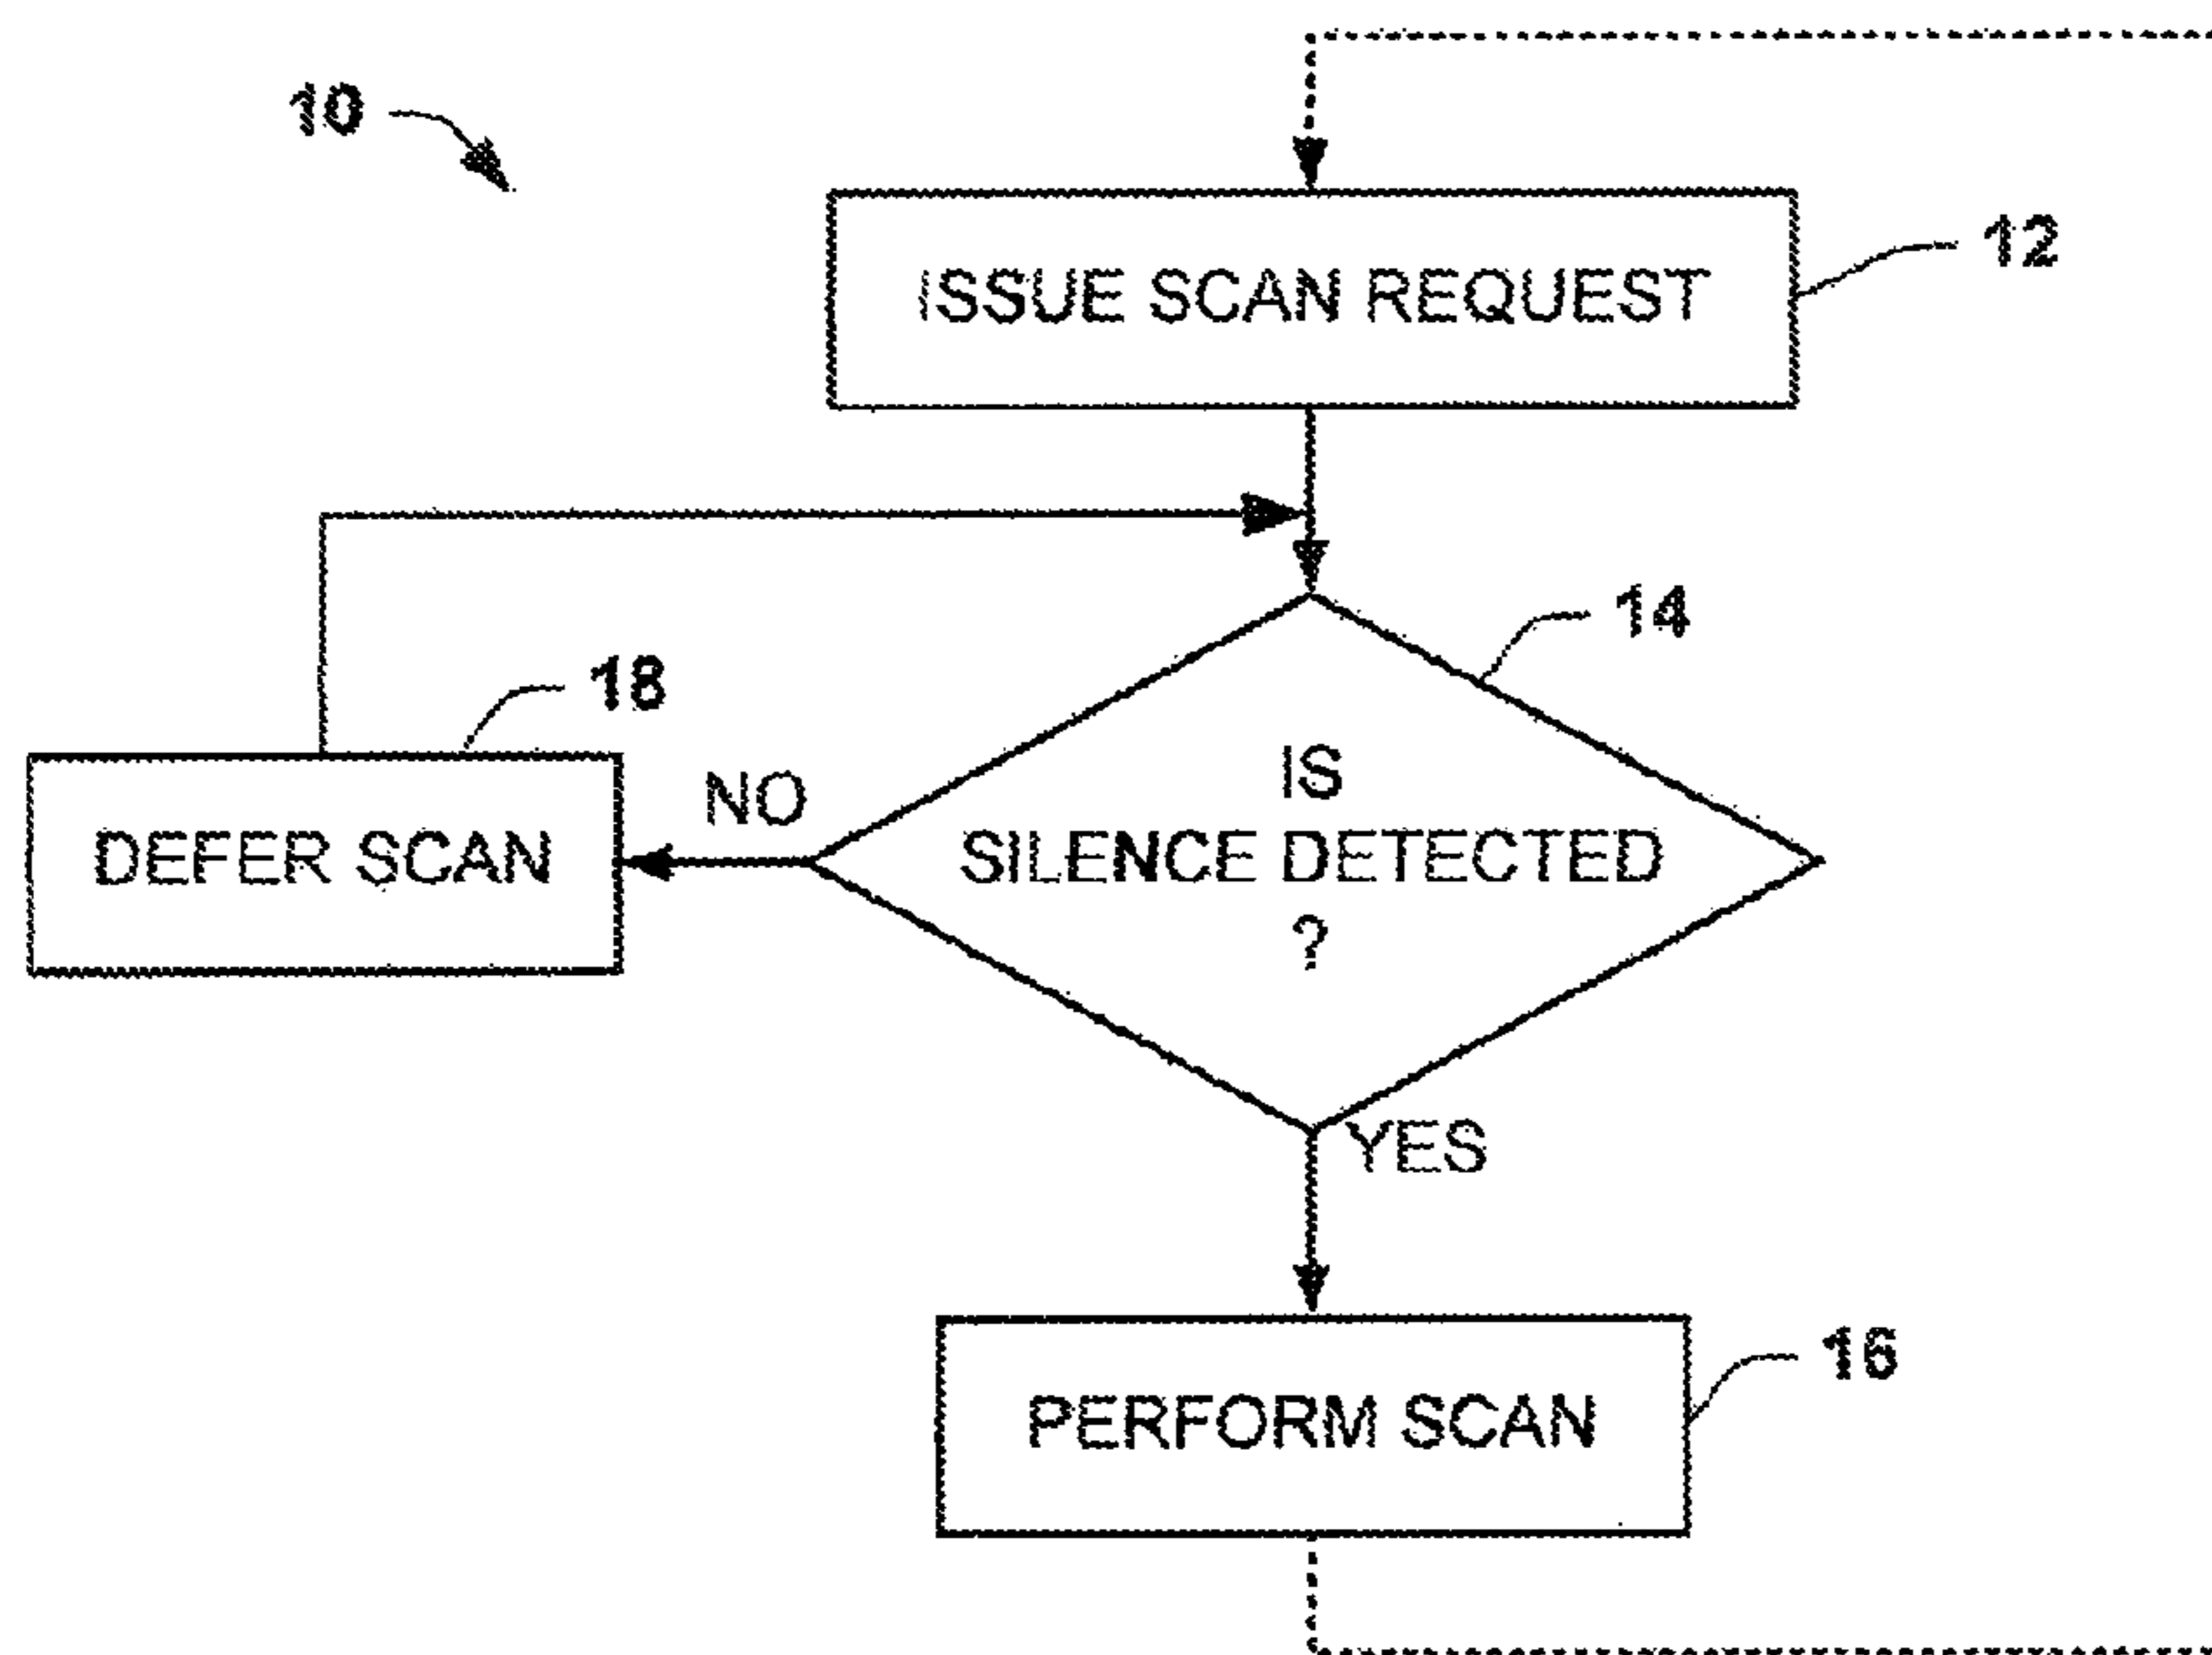 10
12
ISSUE SCAN REQUEST
14
18
IS
SILENCE DETECTED
?
NO
DEFER SCAN
YES
16
PERFORM SCAN